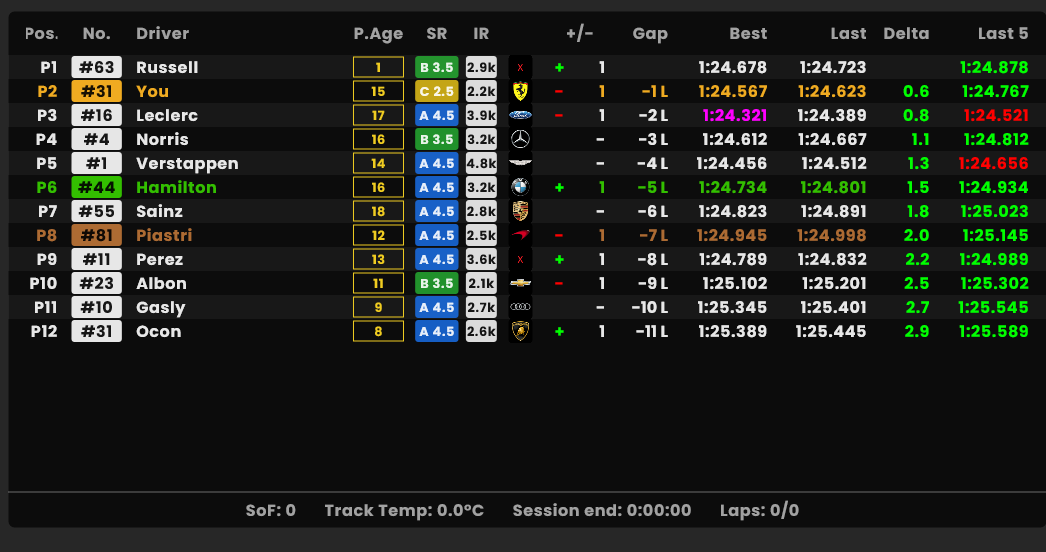 Pos. No. Driver P.Age SR IR +/- Gap Best Last Delta Last 5
P1 #63 Russell 1 B 3.5 2.9k X + 1 1:24.678 1:24.723 1:24.878
P2 #31 You 15 C 2.5 2.2k - 1 -1 L 1:24.567 1:24.623 0.6 1:24.767
P3 #16 Leclerc 17 A 4.5 3.9k - 1 -2 L 1:24.321 1:24.389 0.8 1:24.521
P4 #4 Norris 16 B 3.5 3.2k - -3 L 1:24.612 1:24.667 1.1 1:24.812
P5 #1 Verstappen 14 A 4.5 4.8k - -4 L 1:24.456 1:24.512 1.3 1:24.656
P6 #44 Hamilton 16 A 4.5 3.2k + 1 -5 L 1:24.734 1:24.801 1.5 1:24.934
P7 #55 Sainz 18 A 4.5 2.8k - -6 L 1:24.823 1:24.891 1.8 1:25.023
P8 #81 Piastri 12 A 4.5 2.5k - 1 -7 L 1:24.945 1:24.998 2.0 1:25.145
P9 #11 Perez 13 A 4.5 3.6k X + 1 -8 L 1:24.789 1:24.832 2.2 1:24.989
P10 #23 Albon 11 B 3.5 2.1k - 1 -9 L 1:25.102 1:25.201 2.5 1:25.302
P11 #10 Gasly 9 A 4.5 2.7k - -10 L 1:25.345 1:25.401 2.7 1:25.545
P12 #31 Ocon 8 A 4.5 2.6k + 1 -11 L 1:25.389 1:25.445 2.9 1:25.589
SoF: 0 Track Temp: 0.0°C Session end: 0:00:00 Laps: 0/0